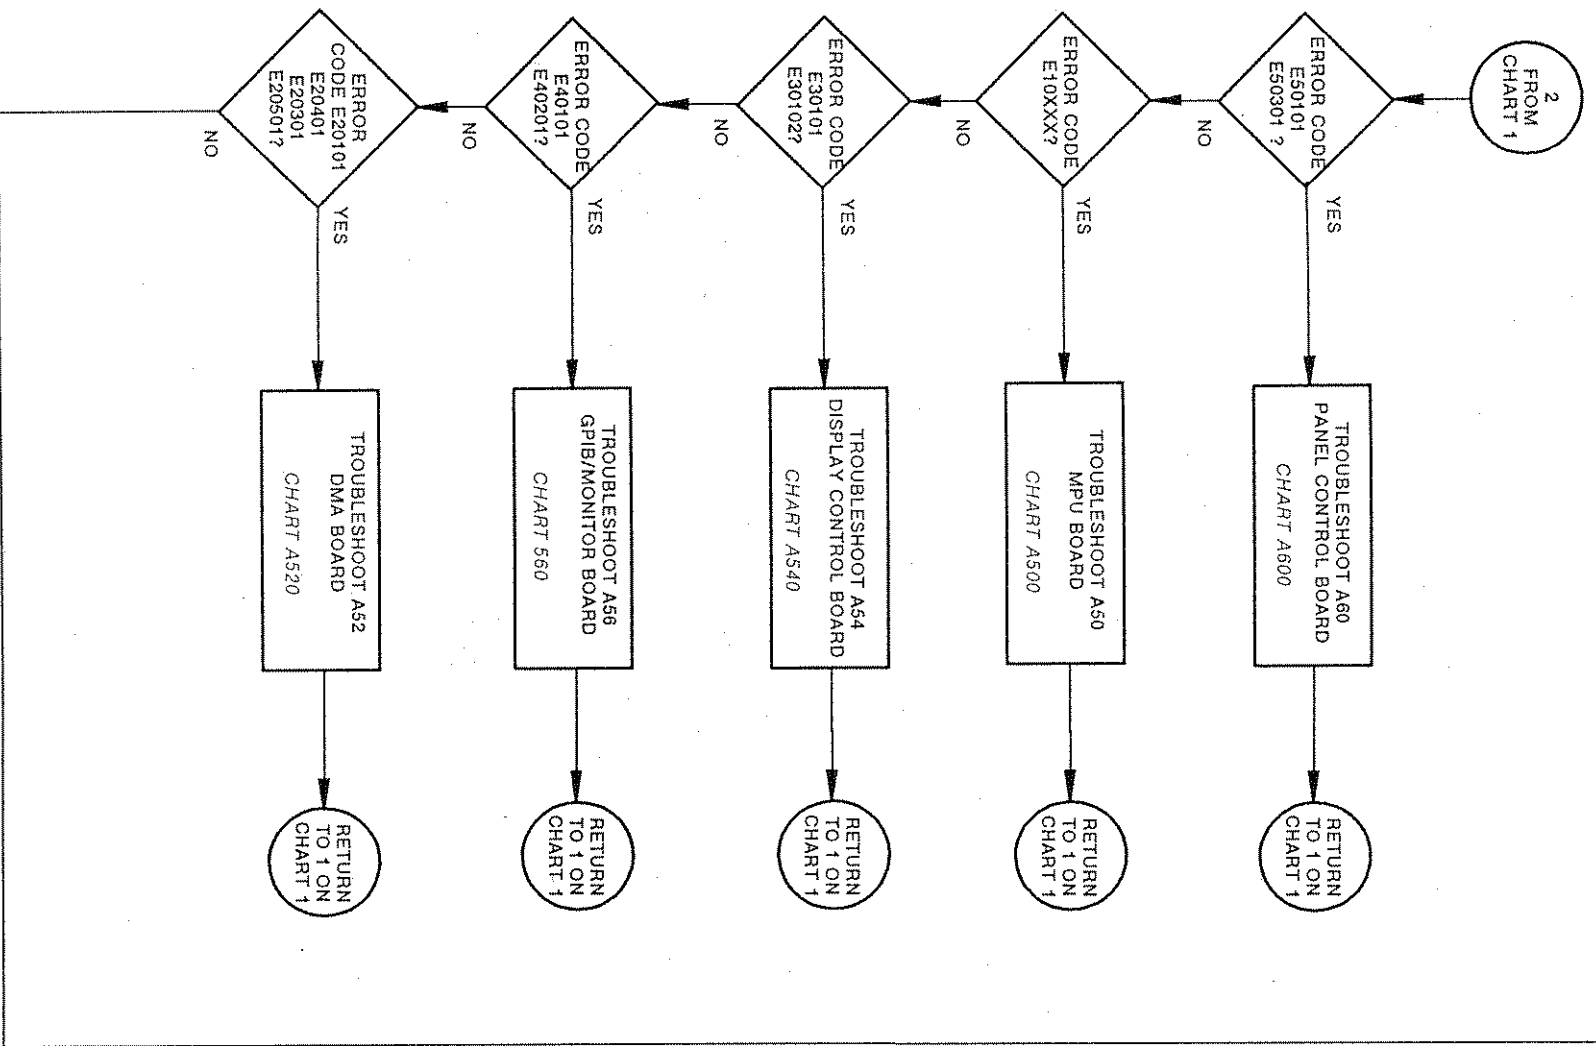 2
FROM
CHART 1
ERROR CODE
E50101
E50301 ?
YES
TROUBLESHOOT A60
PANEL CONTROL BOARD
CHART A600
RETURN
TO 1 ON
CHART 1
NO
ERROR CODE
E10XXX?
YES
TROUBLESHOOT A50
MPU BOARD
CHART A500
RETURN
TO 1 ON
CHART 1
NO
ERROR CODE
E30101
E30102?
YES
TROUBLESHOOT A54
DISPLAY CONTROL BOARD
CHART A540
RETURN
TO 1 ON
CHART 1
NO
ERROR CODE
E40101
E40201?
YES
TROUBLESHOOT A56
GPIB/MONITOR BOARD
CHART 560
RETURN
TO 1 ON
CHART 1
NO
ERROR
CODE E20101
E20401
E20301
E20501?
YES
TROUBLESHOOT A52
DMA BOARD
CHART A520
RETURN
TO 1 ON
CHART 1
NO